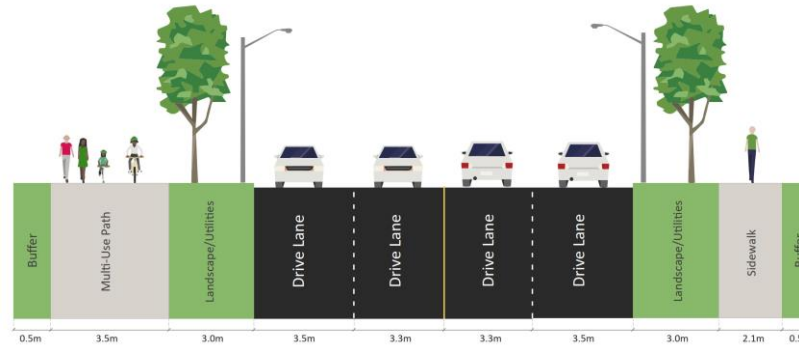 Buffer
Multi-Use Path
Landscape/Utilities
Drive Lane
Drive Lane
Drive Lane
Drive Lane
Landscape/Utilities
Sidewalk
Buffer
0.5m
3.5m
3.0m
3.5m
3.3m
3.3m
3.5m
3.0m
2.1m